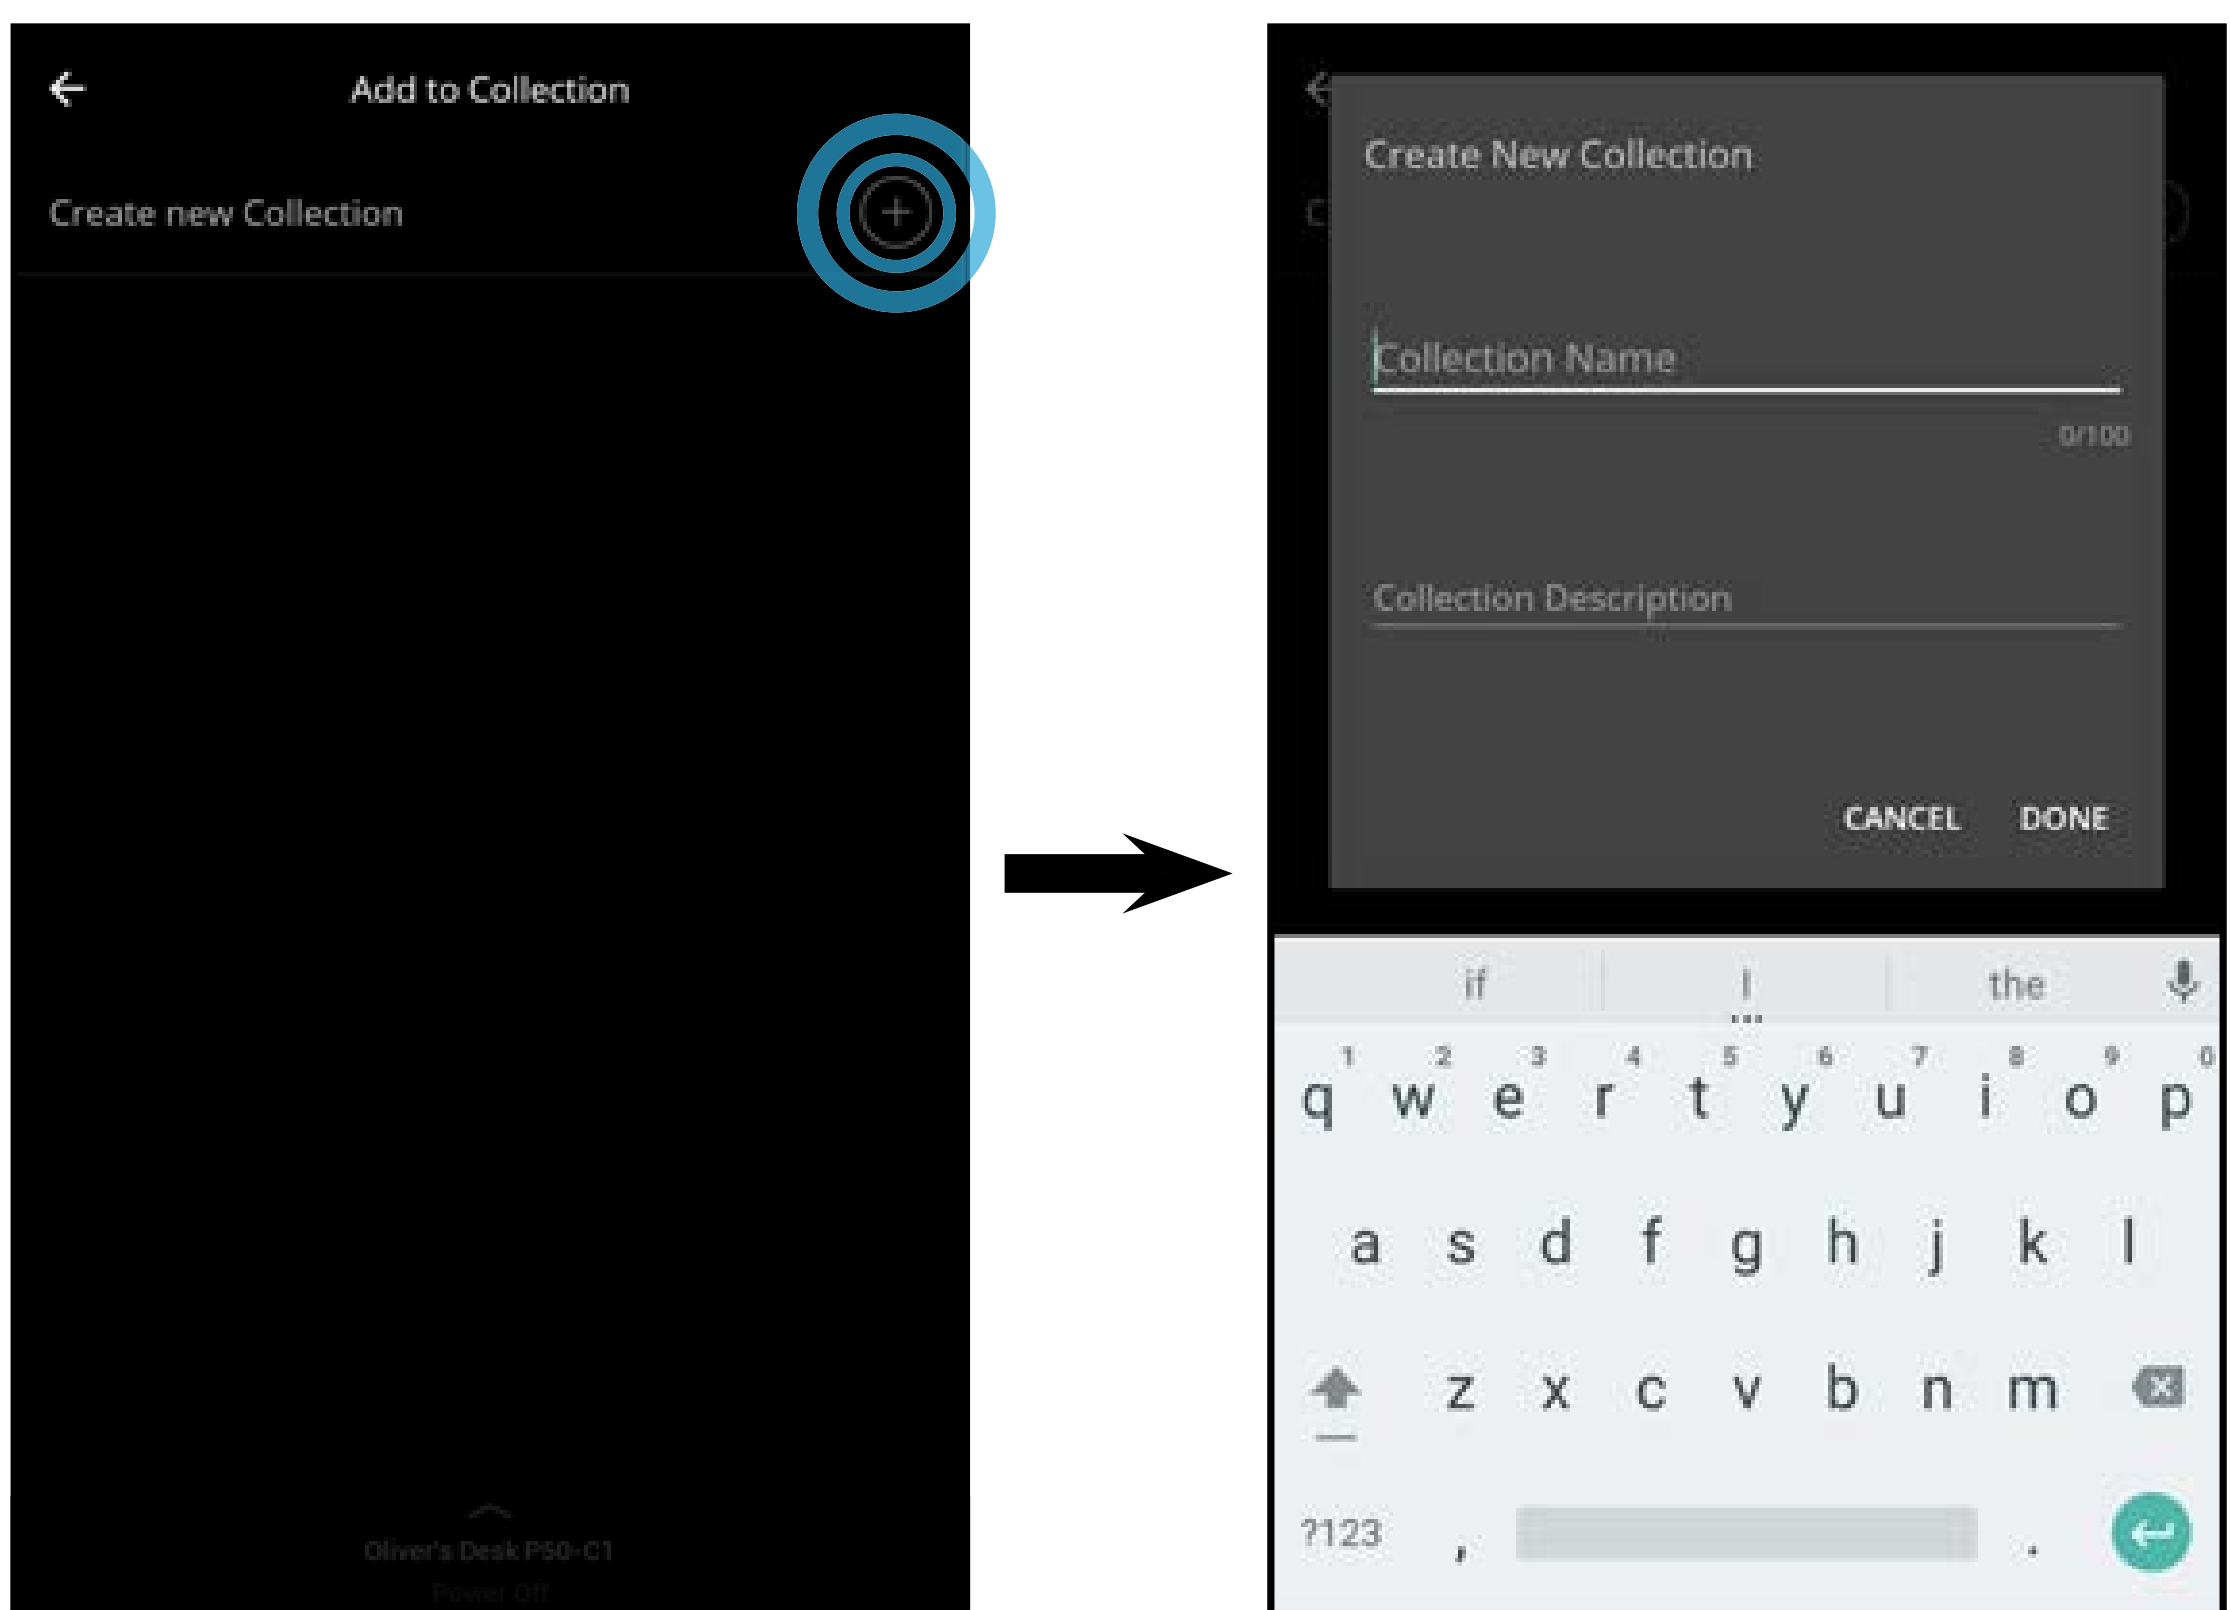 Add to Collection
Create new Collection
Oliver's Desk P50-C1
Power Off
Create New Collection
Collection Name
0/100
Collection Description
CANCEL DONE
if I the
1 2 3 4 5 6 7 8 9 0
q w e r t y u i o p
a s d f g h j k l
z x c v b n m
?123 , .